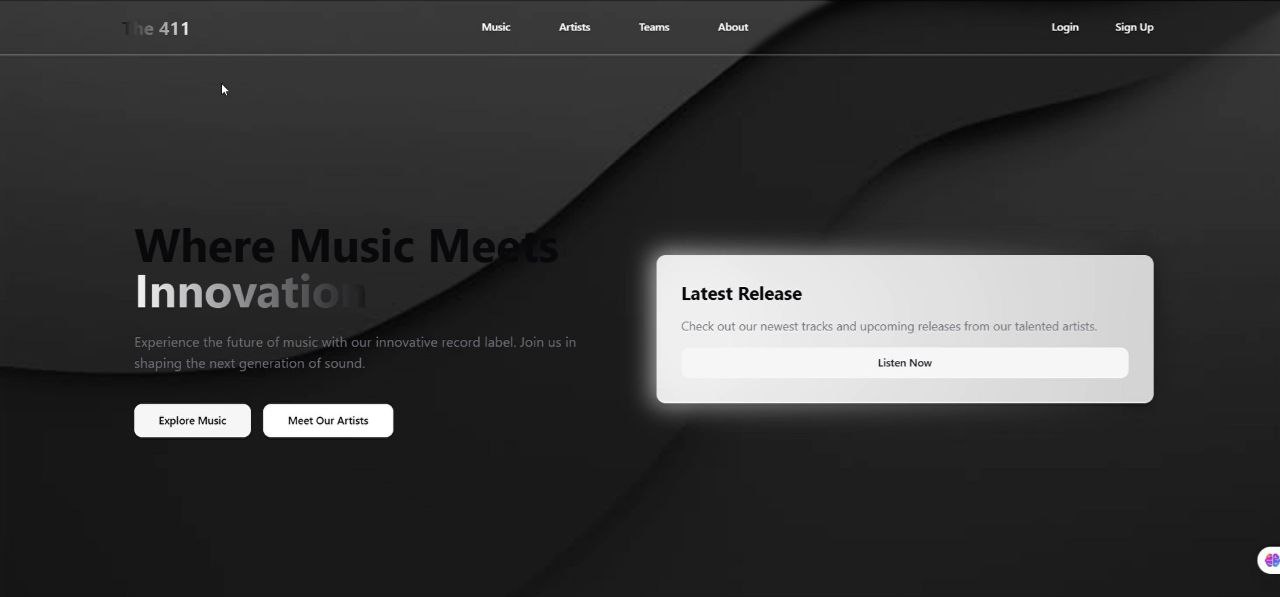 The 411
Music
Artists
Teams
About
Login
Sign Up
Where Music Meets
Innovation
Experience the future of music with our innovative record label. Join us in
shaping the next generation of sound.
Explore Music
Meet Our Artists
Latest Release
Check out our newest tracks and upcoming releases from our talented artists.
Listen Now